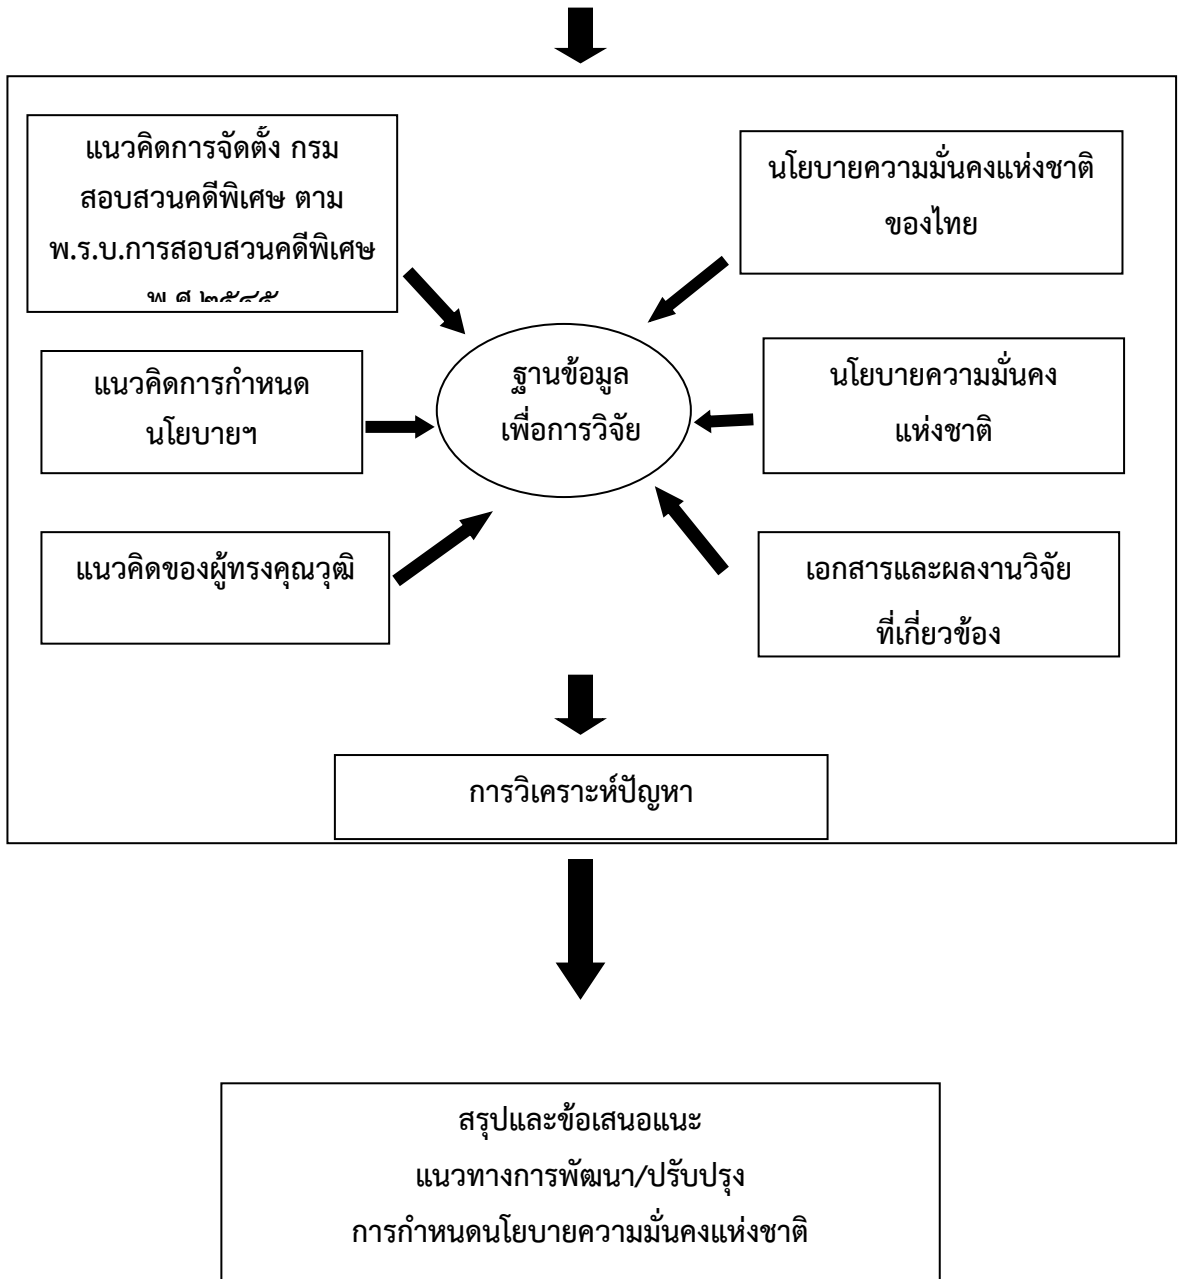 แนวคิดการจัดตั้ง กรม
สอบสวนคดีพิเศษ ตาม
พ.ร.บ.การสอบสวนคดีพิเศษ
พ.ศ.๒๕๔๕
นโยบายความมั่นคงแห่งชาติ
ของไทย
แนวคิดการกำหนด
นโยบายฯ
ฐานข้อมูล
เพื่อการวิจัย
นโยบายความมั่นคง
แห่งชาติ
แนวคิดของผู้ทรงคุณวุฒิ
เอกสารและผลงานวิจัย
ที่เกี่ยวข้อง
การวิเคราะห์ปัญหา
สรุปและข้อเสนอแนะ
แนวทางการพัฒนา/ปรับปรุง
การกำหนดนโยบายความมั่นคงแห่งชาติ